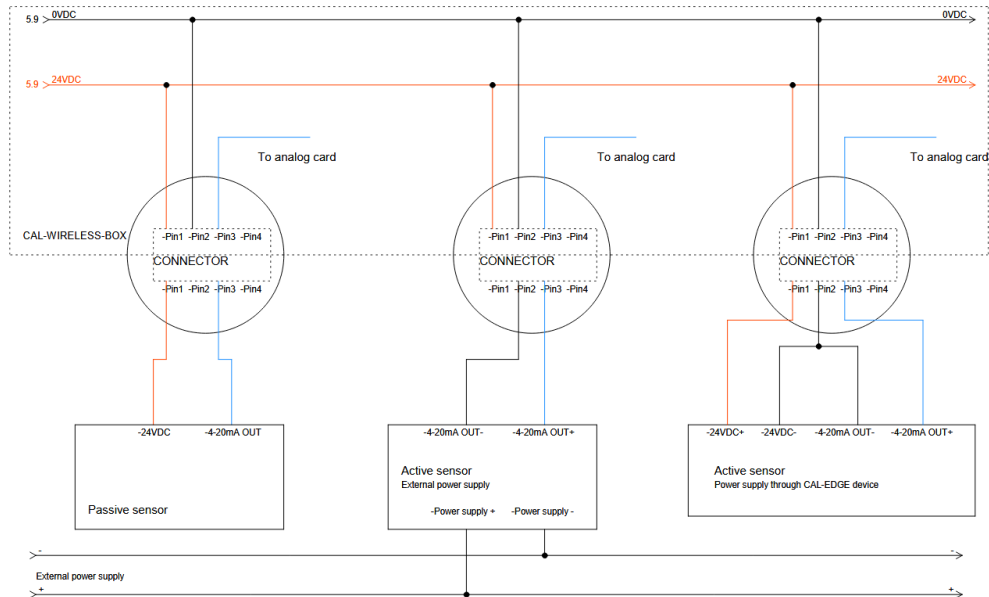 5.9 0VDC 0VDC
5.9 24VDC 24VDC
To analog card To analog card To analog card
CAL-WIRELESS-BOX -Pin1 -Pin2 -Pin3 -Pin4 -Pin1 -Pin2 -Pin3 -Pin4 -Pin1 -Pin2 -Pin3 -Pin4
CONNECTOR CONNECTOR CONNECTOR
-Pin1 -Pin2 -Pin3 -Pin4 -Pin1 -Pin2 -Pin3 -Pin4 -Pin1 -Pin2 -Pin3 -Pin4
-24VDC -4-20mA OUT -4-20mA OUT- -4-20mA OUT+ -24VDC+ -24VDC- -4-20mA OUT- -4-20mA OUT+
Active sensor Active sensor
External power supply Power supply through CAL-EDGE device
Passive sensor -Power supply + -Power supply -
- -
External power supply
+ +